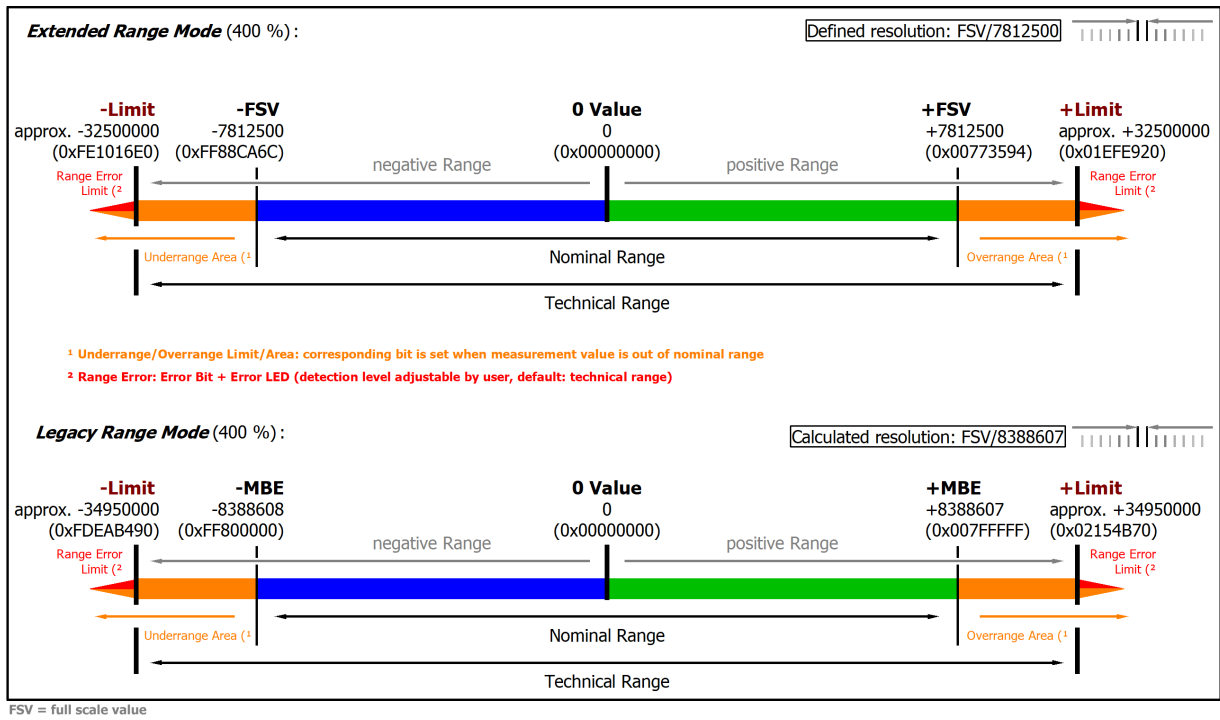 Extended Range Mode (400 %) :
Defined resolution: FSV/7812500
-Limit
-FSV
0 Value
+FSV
+Limit
approx. -32500000
-7812500
0
+7812500
approx. +32500000
(0xFE1016E0)
(0xFF88CA6C)
(0x00000000)
(0x00773594)
(0x01EFE920)
negative Range
positive Range
Range Error
Limit (²
Range Error
Limit (²
Underrange Area (¹
Nominal Range
Overrange Area (¹
Technical Range
¹ Underrange/Overrange Limit/Area: corresponding bit is set when measurement value is out of nominal range
² Range Error: Error Bit + Error LED (detection level adjustable by user, default: technical range)
Legacy Range Mode (400 %) :
Calculated resolution: FSV/8388607
-Limit
-MBE
0 Value
+MBE
+Limit
approx. -34950000
-8388608
0
+8388607
approx. +34950000
(0xFDEAB490)
(0xFF800000)
(0x00000000)
(0x007FFFFF)
(0x02154B70)
negative Range
positive Range
Range Error
Limit (²
Range Error
Limit (²
Underrange Area (¹
Nominal Range
Overrange Area (¹
Technical Range
FSV = full scale value